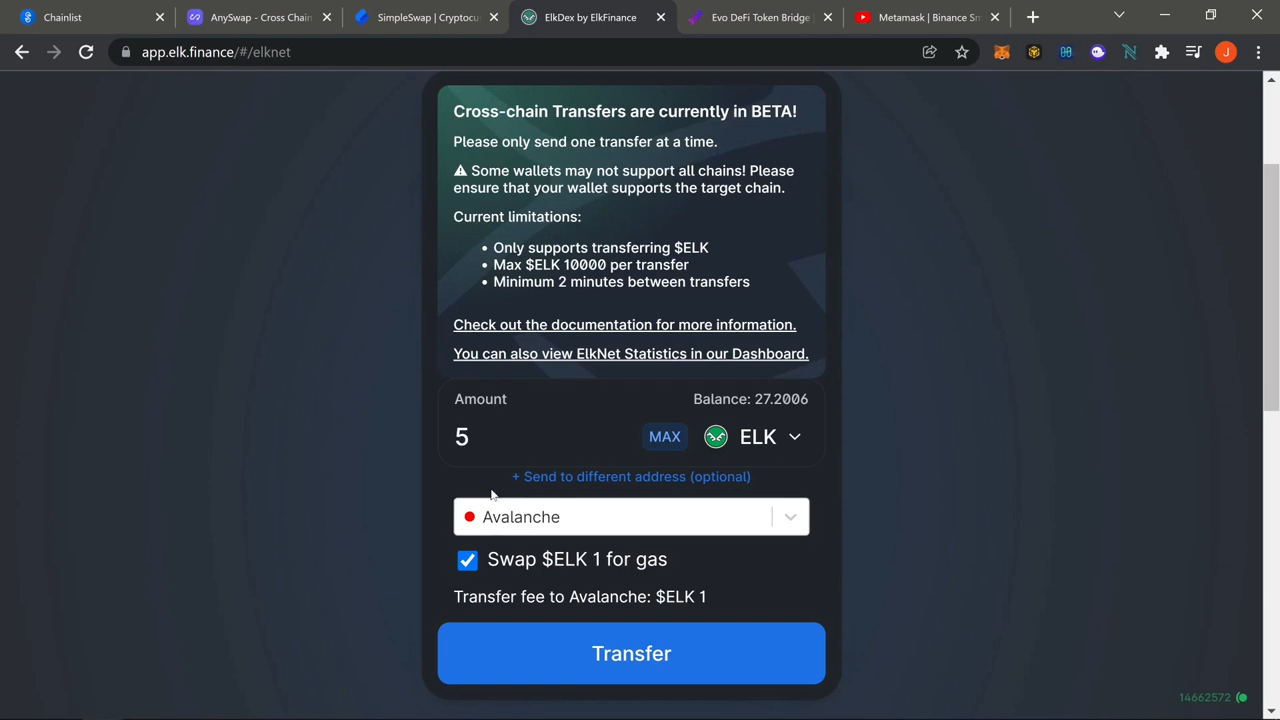 Chainlist
AnySwap - Cross Chain
SimpleSwap | Cryptocu
ElkDex by ElkFinance
Evo DeFi Token Bridge
Metamask | Binance Sm
app.elk.finance/#/elknet
J
Cross-chain Transfers are currently in BETA!
Please only send one transfer at a time.
⚠ Some wallets may not support all chains! Please
ensure that your wallet supports the target chain.
Current limitations:
• Only supports transferring $ELK
• Max $ELK 10000 per transfer
• Minimum 2 minutes between transfers
Check out the documentation for more information.
You can also view ElkNet Statistics in our Dashboard.
Amount
Balance: 27.2006
5
MAX
ELK
+ Send to different address (optional)
Avalanche
Swap $ELK 1 for gas
Transfer fee to Avalanche: $ELK 1
Transfer
14662572